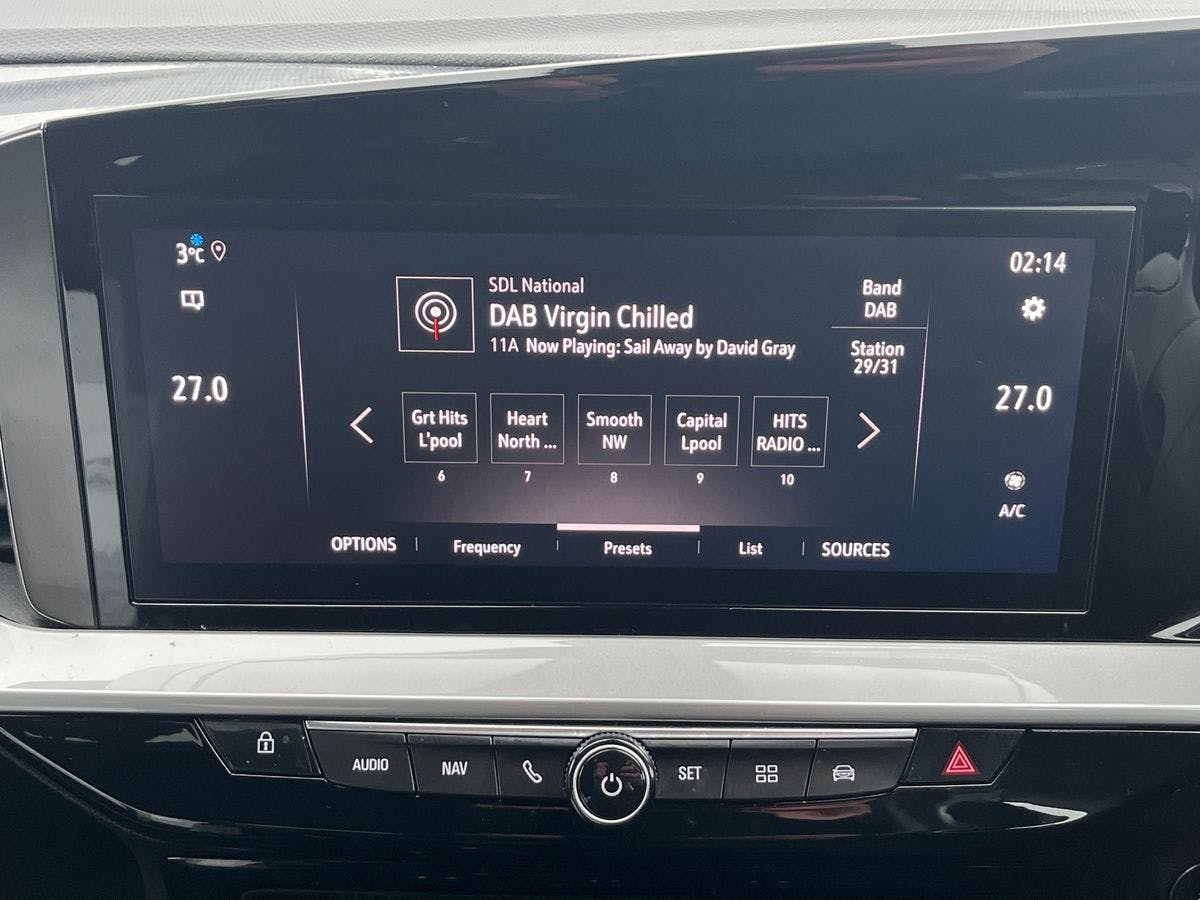 3°C
02:14
SDL National
DAB Virgin Chilled
11A Now Playing: Sail Away by David Gray
Band
DAB
Station
29/31
27.0
27.0
Grt Hits
L'pool
6
Heart
North ...
7
Smooth
NW
8
Capital
Lpool
9
HITS
RADIO ...
10
A/C
OPTIONS
Frequency
Presets
List
SOURCES
AUDIO
NAV
SET